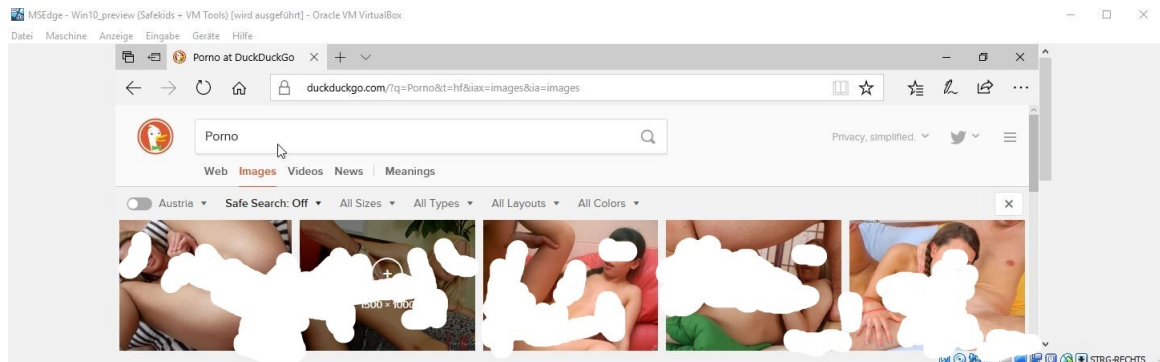 MSEdge - Win10_preview (Safekids + VM Tools) [wird ausgeführt] - Oracle VM VirtualBox
Datei Maschine Anzeige Eingabe Geräte Hilfe
Porno at DuckDuckGo
duckduckgo.com/?q=Porno&t=hf&iax=images&ia=images
Porno
Privacy, simplified.
Web Images Videos News Meanings
Austria Safe Search: Off All Sizes All Types All Layouts All Colors
1500 × 1000
STRG-RECHTS